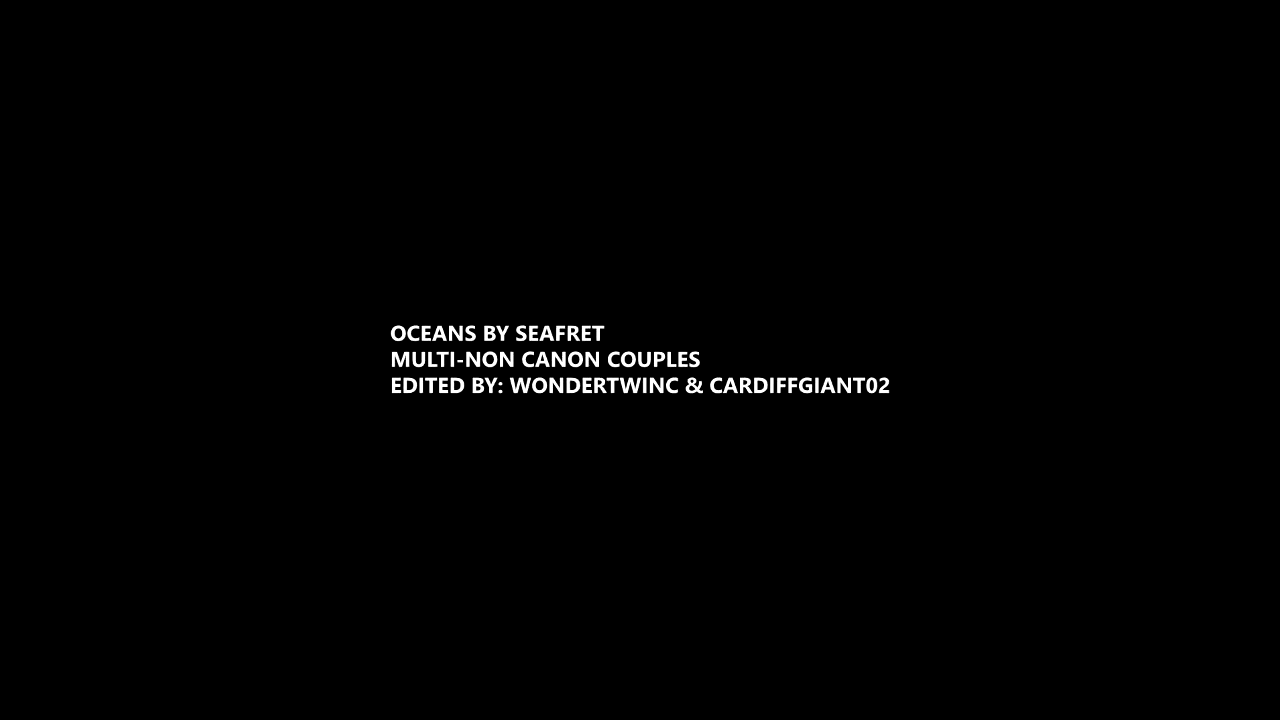 OCEANS BY SEAFRET
MULTI-NON CANON COUPLES
EDITED BY: WONDERTWINC & CARDIFFGIANT02